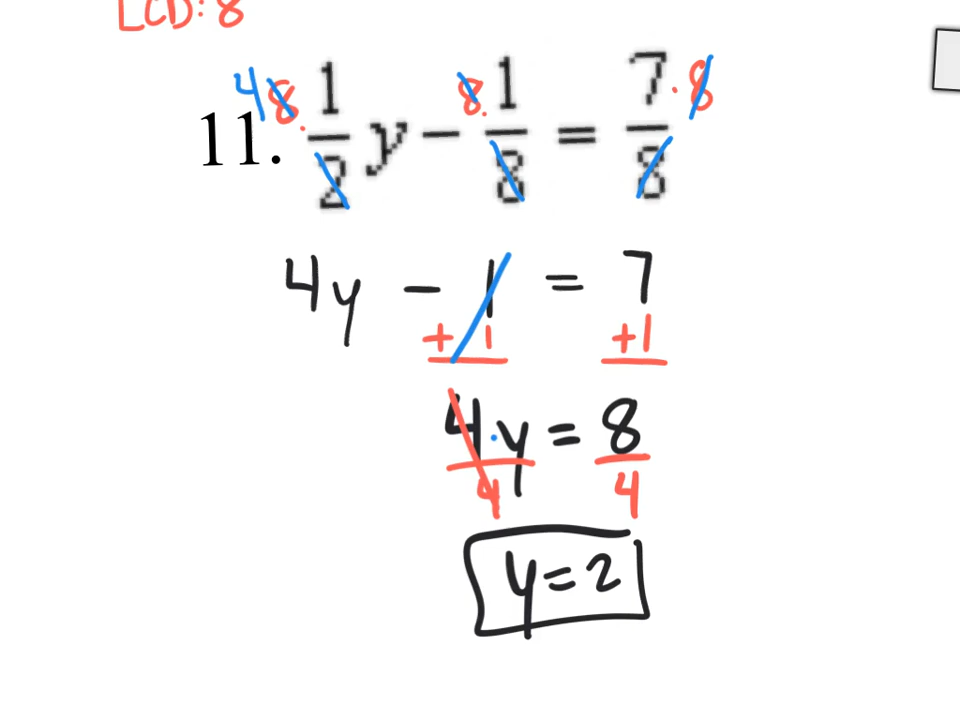 LCD: 8
11. 4 8 · 1/2 y − 8 · 1/8 = 7/8 · 8
4y − 1 = 7
+ 1 +1
4 · y = 8
4 4
y = 2